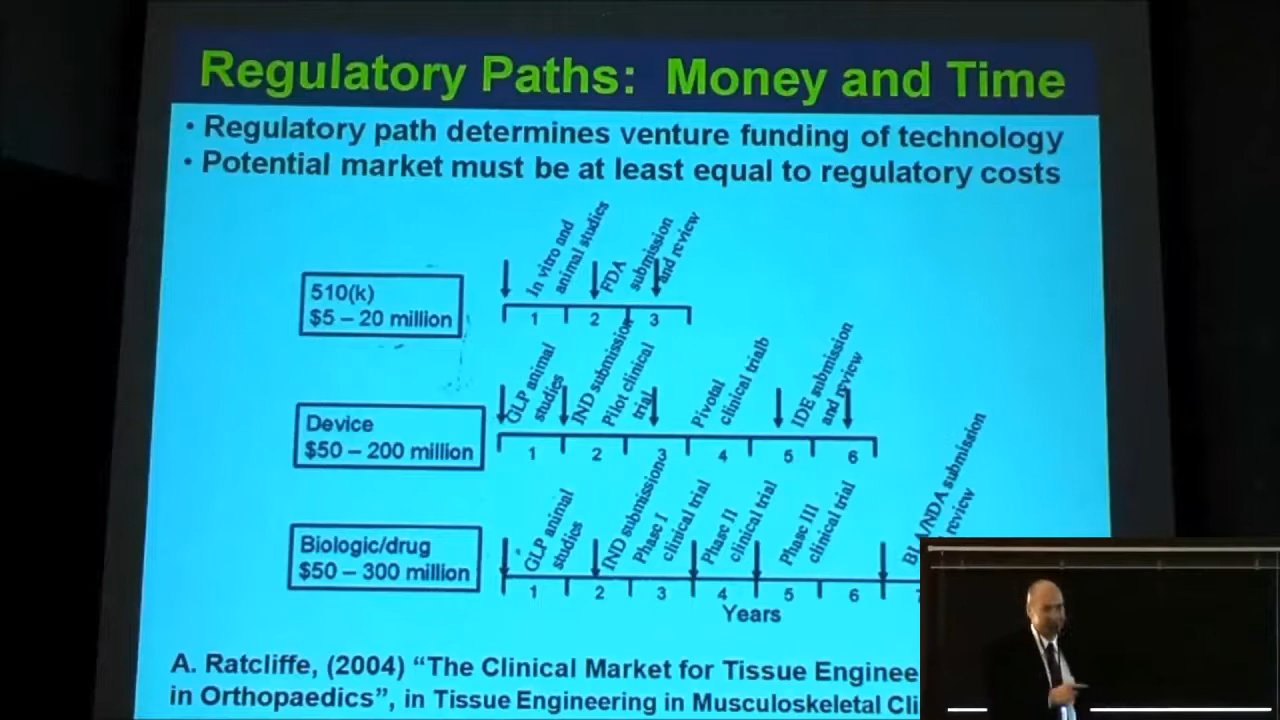 Regulatory Paths: Money and Time
• Regulatory path determines venture funding of technology
• Potential market must be at least equal to regulatory costs
510(k)
$5 – 20 million
In vitro and
animal studies
FDA
submission
and review
1 2 3
Device
$50 – 200 million
GLP animal
studies
IND submission
Pilot clinical
trial
Pivotal
clinical trialb
IDE submission
and review
1 2 3 4 5 6
Biologic/drug
$50 – 300 million
GLP animal
studies
IND submission
Phase I
clinical trial
Phase II
clinical trial
Phase III
clinical trial
/NDA submission
review
1 2 3 4 5 6
Years
A. Ratcliffe, (2004) “The Clinical Market for Tissue Enginee
in Orthopaedics”, in Tissue Engineering in Musculoskeletal Cli